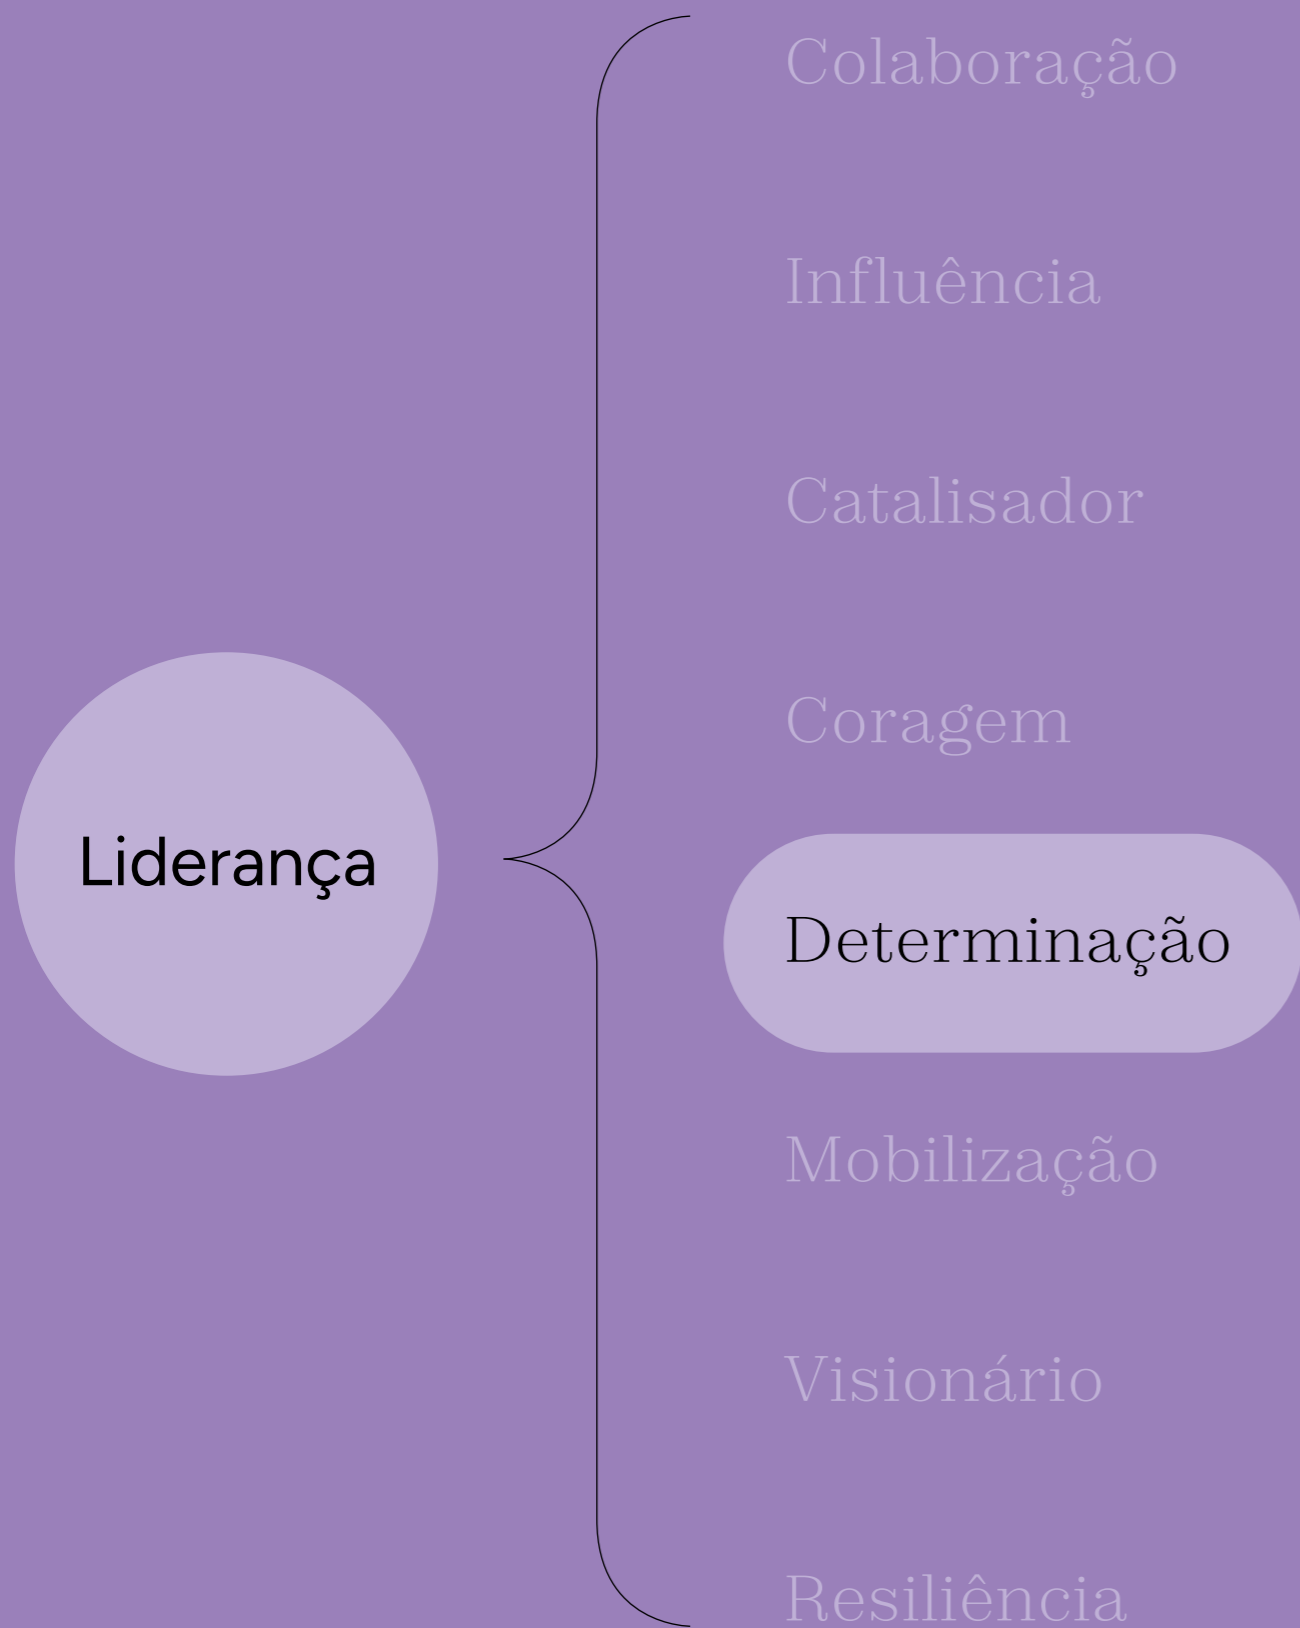 Liderança
Colaboração
Influência
Catalisador
Coragem
Determinação
Mobilização
Visionário
Resiliência